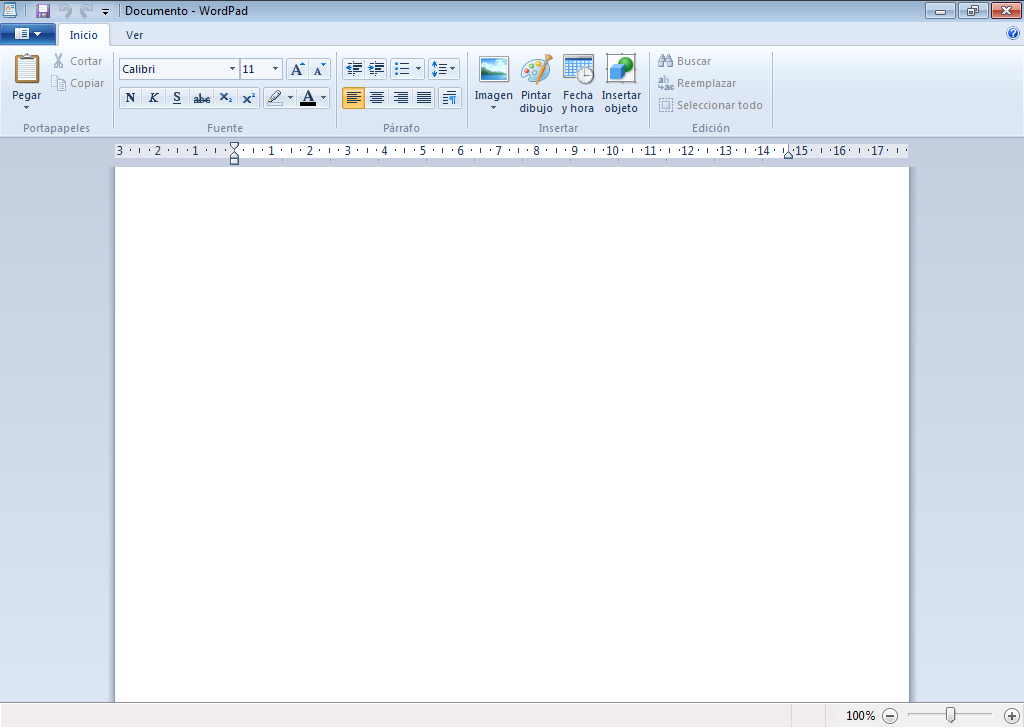 Documento - WordPad
Inicio Ver
Pegar
Cortar
Copiar
Portapapeles
Calibri 11
N K S abc X₂ X²
A A A
Fuente
Párrafo
Imagen
Pintar dibujo
Fecha y hora
Insertar objeto
Insertar
Buscar
Reemplazar
Seleccionar todo
Edición
3 2 1 1 2 3 4 5 6 7 8 9 10 11 12 13 14 15 16 17
100%